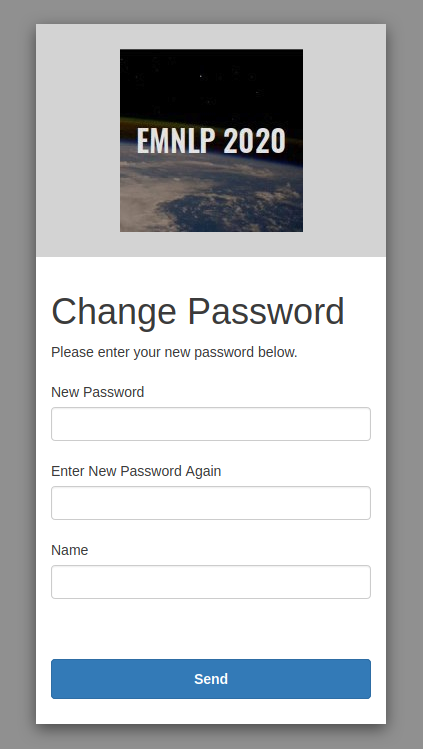 EMNLP 2020
Change Password
Please enter your new password below.
New Password
Enter New Password Again
Name
Send